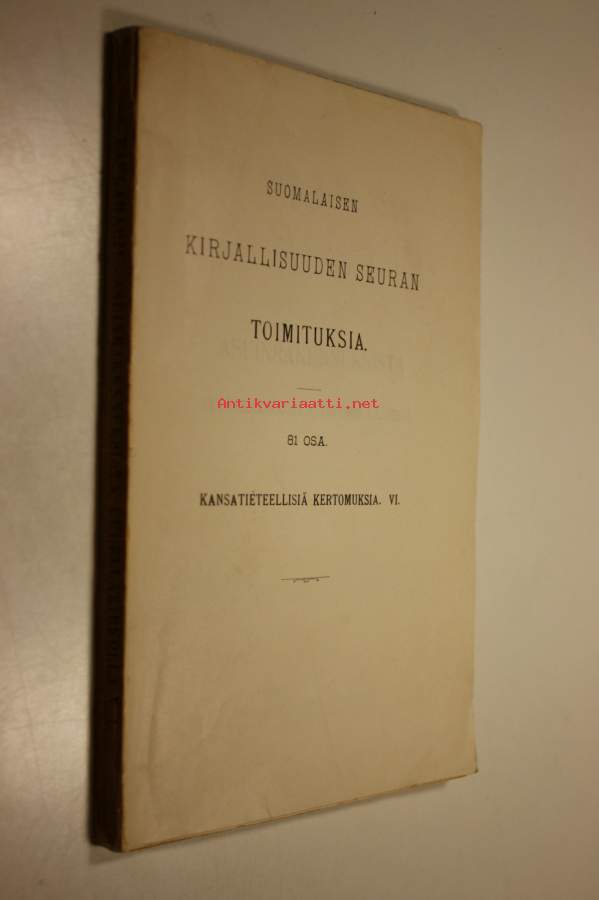 SUOMALAISEN
KIRJALLISUUDEN SEURAN
TOIMITUKSIA.
Antikvariaatti.net
81 OSA.
KANSATIETEELLISIÄ KERTOMUKSIA. VI.